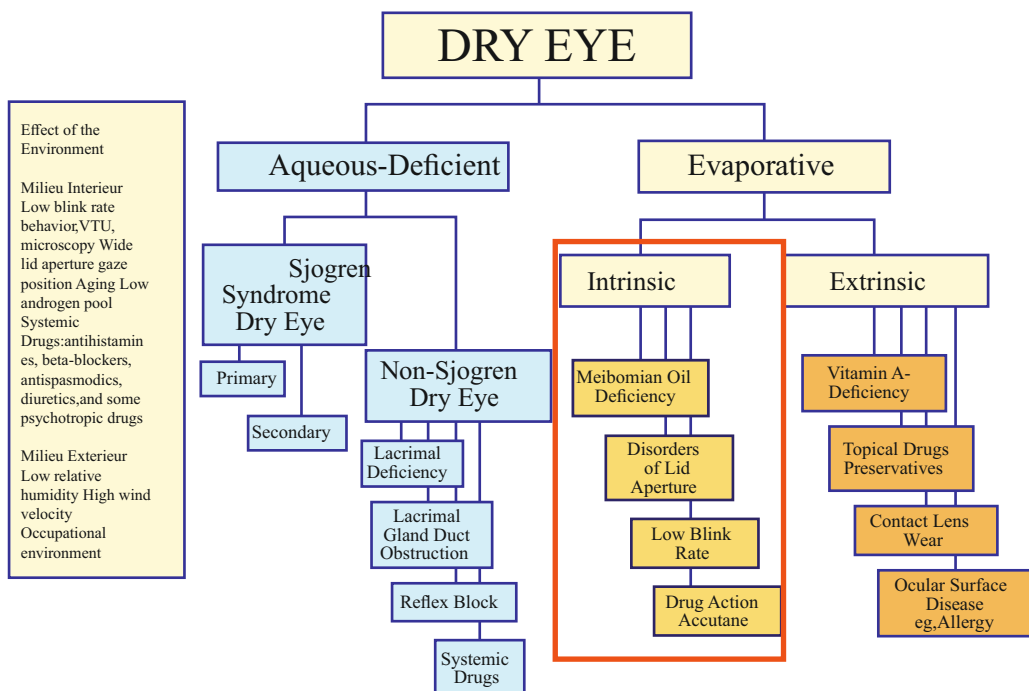 DRY EYE
Effect of the
Environment
Milieu Interieur
Low blink rate
behavior,VTU,
microscopy Wide
lid aperture gaze
position Aging Low
androgen pool
Systemic
Drugs:antihistamin
es, beta-blockers,
antispasmodics,
diuretics,and some
psychotropic drugs
Milieu Exterieur
Low relative
humidity High wind
velocity
Occupational
environment
Aqueous-Deficient
Sjogren
Syndrome
Dry Eye
Primary
Secondary
Non-Sjogren
Dry Eye
Lacrimal
Deficiency
Lacrimal
Gland Duct
Obstruction
Reflex Block
Systemic
Drugs
Evaporative
Intrinsic
Meibomian Oil
Deficiency
Disorders
of Lid
Aperture
Low Blink
Rate
Drug Action
Accutane
Extrinsic
Vitamin A-
Deficiency
Topical Drugs
Preservatives
Contact Lens
Wear
Ocular Surface
Disease
eg,Allergy